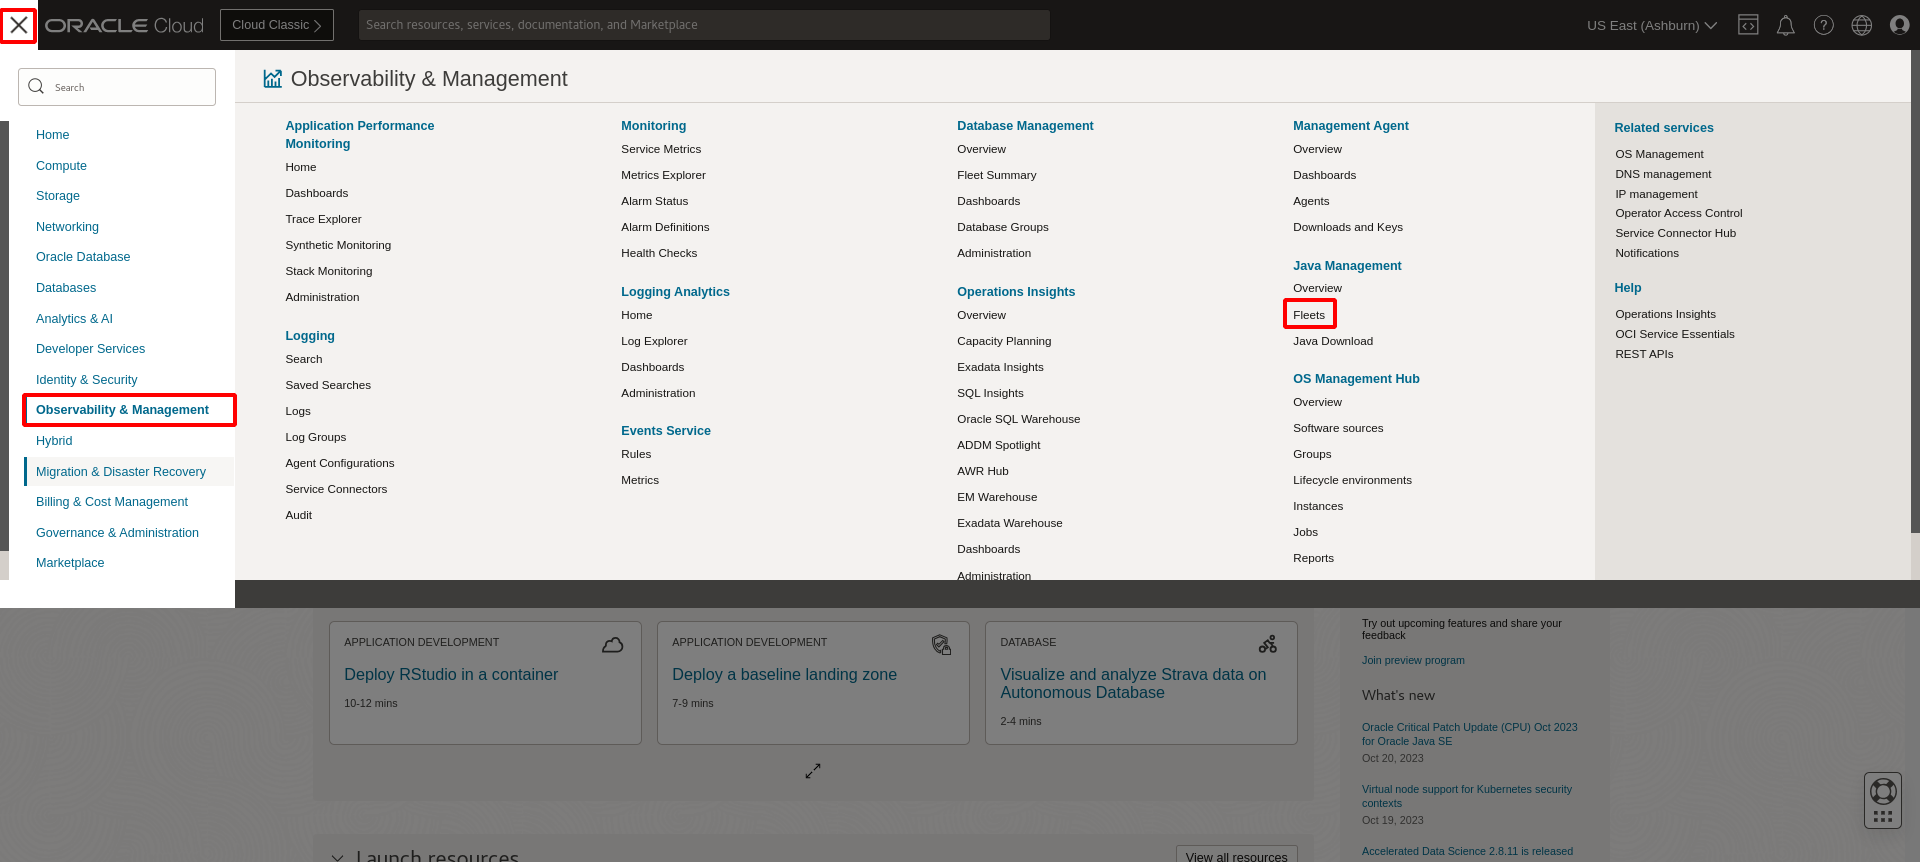 ORACLE Cloud
Cloud Classic
Search resources, services, documentation, and Marketplace
US East (Ashburn)
Search
Home
Compute
Storage
Networking
Oracle Database
Databases
Analytics & AI
Developer Services
Identity & Security
Observability & Management
Hybrid
Migration & Disaster Recovery
Billing & Cost Management
Governance & Administration
Marketplace
Observability & Management
Application Performance
Monitoring
Home
Dashboards
Trace Explorer
Synthetic Monitoring
Stack Monitoring
Administration
Logging
Search
Saved Searches
Logs
Log Groups
Agent Configurations
Service Connectors
Audit
Monitoring
Service Metrics
Metrics Explorer
Alarm Status
Alarm Definitions
Health Checks
Logging Analytics
Home
Log Explorer
Dashboards
Administration
Events Service
Rules
Metrics
Database Management
Overview
Fleet Summary
Dashboards
Database Groups
Administration
Operations Insights
Overview
Capacity Planning
Exadata Insights
SQL Insights
Oracle SQL Warehouse
ADDM Spotlight
AWR Hub
EM Warehouse
Exadata Warehouse
Dashboards
Administration
Management Agent
Overview
Dashboards
Agents
Downloads and Keys
Java Management
Overview
Fleets
Java Download
OS Management Hub
Overview
Software sources
Groups
Lifecycle environments
Instances
Jobs
Reports
Related services
OS Management
DNS management
IP management
Operator Access Control
Service Connector Hub
Notifications
Help
Operations Insights
OCI Service Essentials
REST APIs
APPLICATION DEVELOPMENT
Deploy RStudio in a container
10-12 mins
APPLICATION DEVELOPMENT
Deploy a baseline landing zone
7-9 mins
DATABASE
Visualize and analyze Strava data on
Autonomous Database
2-4 mins
Launch resources
View all resources
Try out upcoming features and share your
feedback
Join preview program
What's new
Oracle Critical Patch Update (CPU) Oct 2023
for Oracle Java SE
Oct 20, 2023
Virtual node support for Kubernetes security
contexts
Oct 19, 2023
Accelerated Data Science 2.8.11 is released